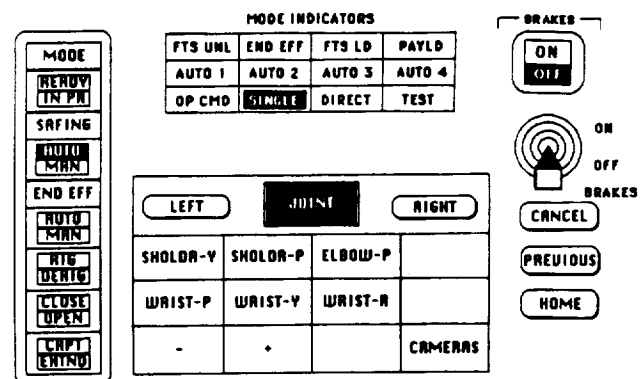 MODE
READY
IN PR
SAFING
AUTO
MAN
END EFF
AUTO
MAN
RIG
DERIG
CLOSE
OPEN
CAPT
EXTND
MODE INDICATORS
FTS UNL END EFF FTS LD PAYLD
AUTO 1 AUTO 2 AUTO 3 AUTO 4
OP CMD SINGLE DIRECT TEST
LEFT JOINT RIGHT
SHOLDR-Y SHOLDR-P ELBOW-P
WRIST-P WRIST-Y WRIST-R
- + CAMERAS
BRAKES
ON
OFF
ON
OFF
BRAKES
CANCEL
PREVIOUS
HOME